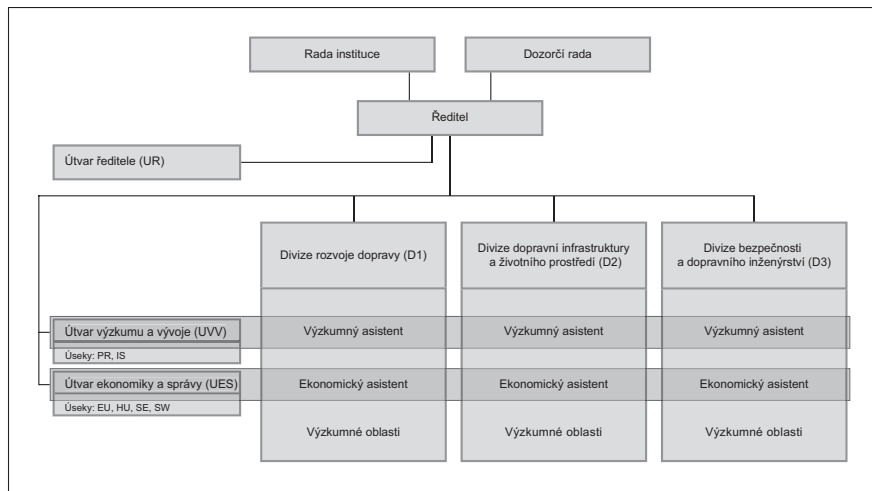 Rada instituce
Dozorčí rada
Ředitel
Útvar ředitele (UR)
Divize rozvoje dopravy (D1)
Divize dopravní infrastruktury
a životního prostředí (D2)
Divize bezpečnosti
a dopravního inženýrství (D3)
Útvar výzkumu a vývoje (UVV)
Výzkumný asistent
Výzkumný asistent
Výzkumný asistent
Úseky: PR, IS
Útvar ekonomiky a správy (UES)
Ekonomický asistent
Ekonomický asistent
Ekonomický asistent
Úseky: EU, HU, SE, SW
Výzkumné oblasti
Výzkumné oblasti
Výzkumné oblasti